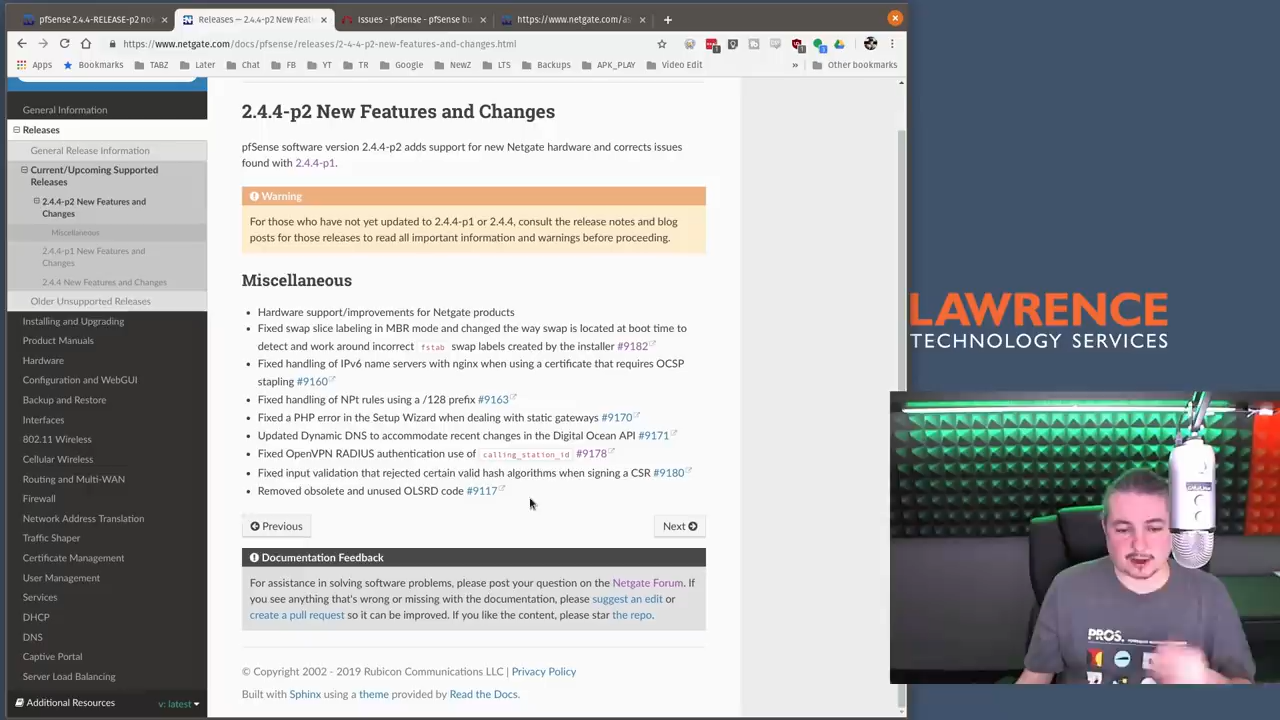 pfSense 2.4.4-RELEASE-p2 no
Releases — 2.4.4-p2 New Feat
Issues - pfSense - pfSense bo
https://www.netgate.com/as
https://www.netgate.com/docs/pfsense/releases/2-4-4-p2-new-features-and-changes.html
Apps Bookmarks TABZ Later Chat FB YT TR Google NewZ LTS Backups APK_PLAY Video Edit » Other bookmarks
General Information
Releases
General Release Information
Current/Upcoming Supported
Releases
2.4.4-p2 New Features and
Changes
Miscellaneous
2.4.4-p1 New Features and
Changes
2.4.4 New Features and Changes
Older Unsupported Releases
Installing and Upgrading
Product Manuals
Hardware
Configuration and WebGUI
Backup and Restore
Interfaces
802.11 Wireless
Cellular Wireless
Routing and Multi-WAN
Firewall
Network Address Translation
Traffic Shaper
Certificate Management
User Management
Services
DHCP
DNS
Captive Portal
Server Load Balancing
Additional Resources v: latest
2.4.4-p2 New Features and Changes
pfSense software version 2.4.4-p2 adds support for new Netgate hardware and corrects issues
found with 2.4.4-p1.
Warning
For those who have not yet updated to 2.4.4-p1 or 2.4.4, consult the release notes and blog
posts for those releases to read all important information and warnings before proceeding.
Miscellaneous
• Hardware support/improvements for Netgate products
• Fixed swap slice labeling in MBR mode and changed the way swap is located at boot time to
detect and work around incorrect fstab swap labels created by the installer #9182
• Fixed handling of IPv6 name servers with nginx when using a certificate that requires OCSP
stapling #9160
• Fixed handling of NPt rules using a /128 prefix #9163
• Fixed a PHP error in the Setup Wizard when dealing with static gateways #9170
• Updated Dynamic DNS to accommodate recent changes in the Digital Ocean API #9171
• Fixed OpenVPN RADIUS authentication use of calling_station_id #9178
• Fixed input validation that rejected certain valid hash algorithms when signing a CSR #9180
• Removed obsolete and unused OLSRD code #9117
Previous
Next
Documentation Feedback
For assistance in solving software problems, please post your question on the Netgate Forum. If
you see anything that's wrong or missing with the documentation, please suggest an edit or
create a pull request so it can be improved. If you like the content, please star the repo.
© Copyright 2002 - 2019 Rubicon Communications LLC | Privacy Policy
Built with Sphinx using a theme provided by Read the Docs.
LAWRENCE
TECHNOLOGY SERVICES
PROS.